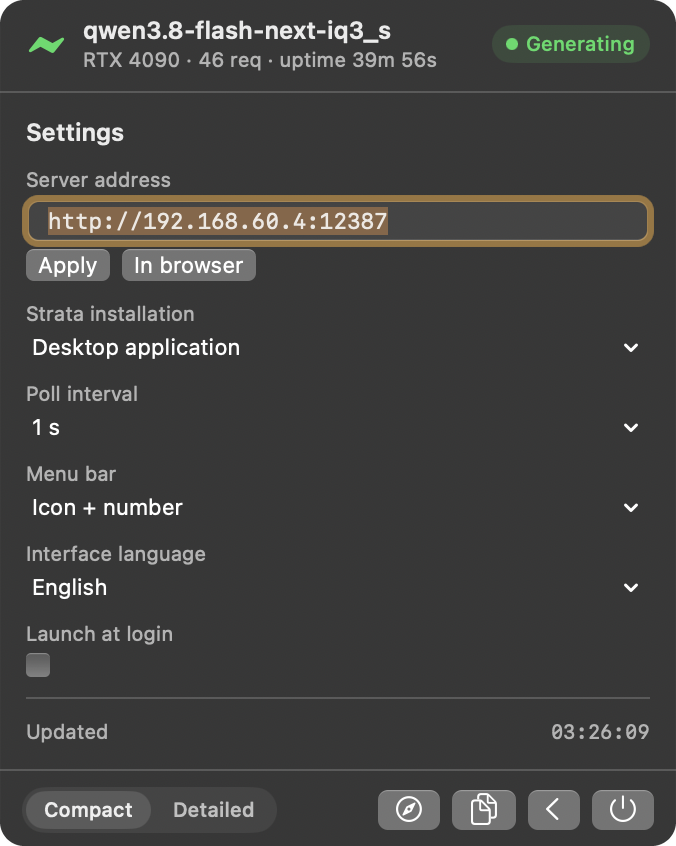 qwen3.8-flash-next-iq3_s
RTX 4090 · 46 req · uptime 39m 56s
Generating
Settings
Server address
http://192.168.60.4:12387
Apply
In browser
Strata installation
Desktop application
Poll interval
1 s
Menu bar
Icon + number
Interface language
English
Launch at login
Updated
03:26:09
Compact
Detailed